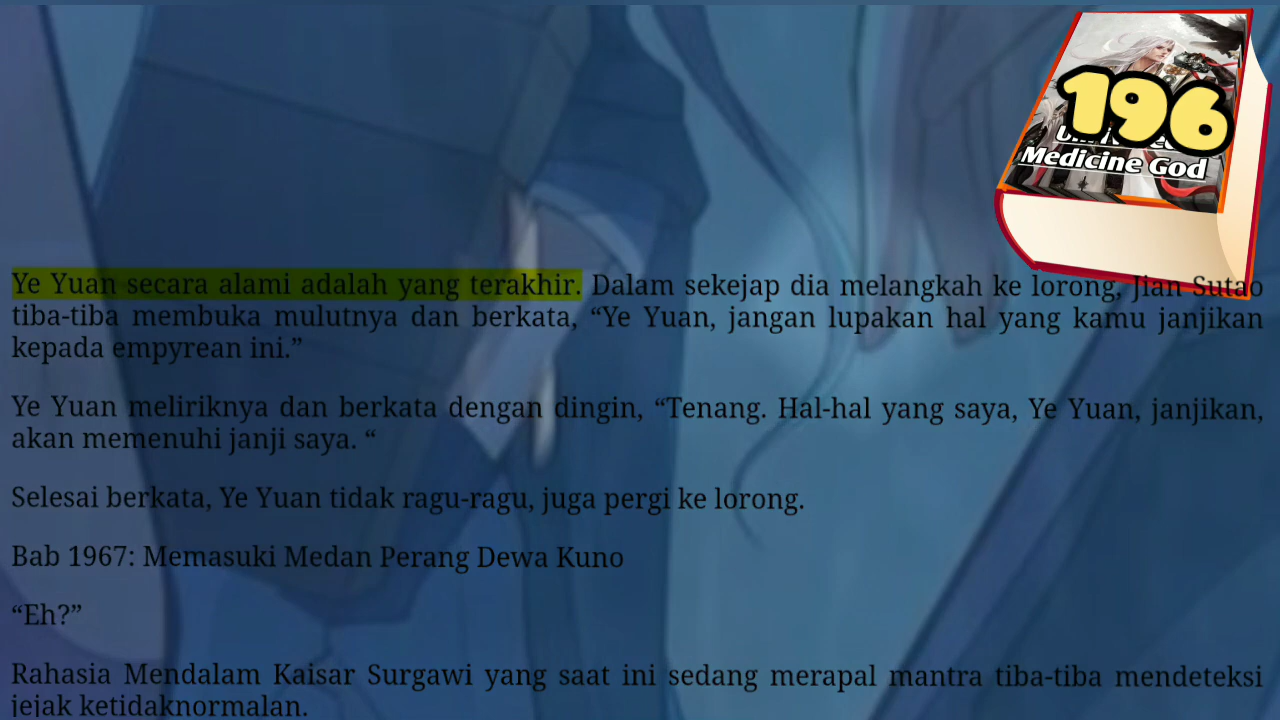 196
Medicine God
Ye Yuan secara alami adalah yang terakhir. Dalam sekejap dia melangkah ke lorong, Jian Sutao
tiba-tiba membuka mulutnya dan berkata, “Ye Yuan, jangan lupakan hal yang kamu janjikan
kepada empyrean ini.”
Ye Yuan meliriknya dan berkata dengan dingin, “Tenang. Hal-hal yang saya, Ye Yuan, janjikan,
akan memenuhi janji saya. “
Selesai berkata, Ye Yuan tidak ragu-ragu, juga pergi ke lorong.
Bab 1967: Memasuki Medan Perang Dewa Kuno
“Eh?”
Rahasia Mendalam Kaisar Surgawi yang saat ini sedang merapal mantra tiba-tiba mendeteksi
jejak ketidaknormalan.